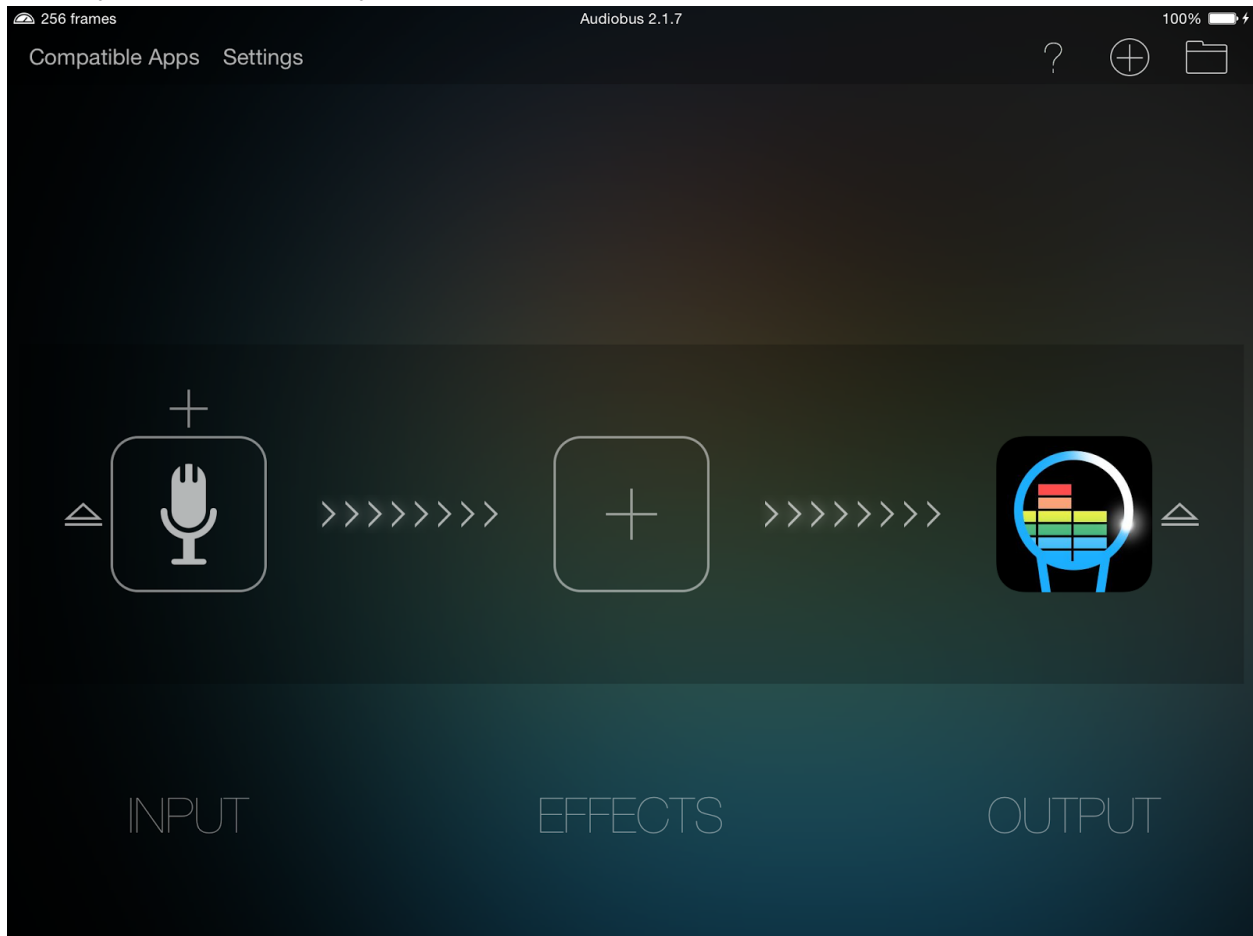 256 frames Audiobus 2.1.7 100%
Compatible Apps Settings ?
INPUT EFFECTS OUTPUT